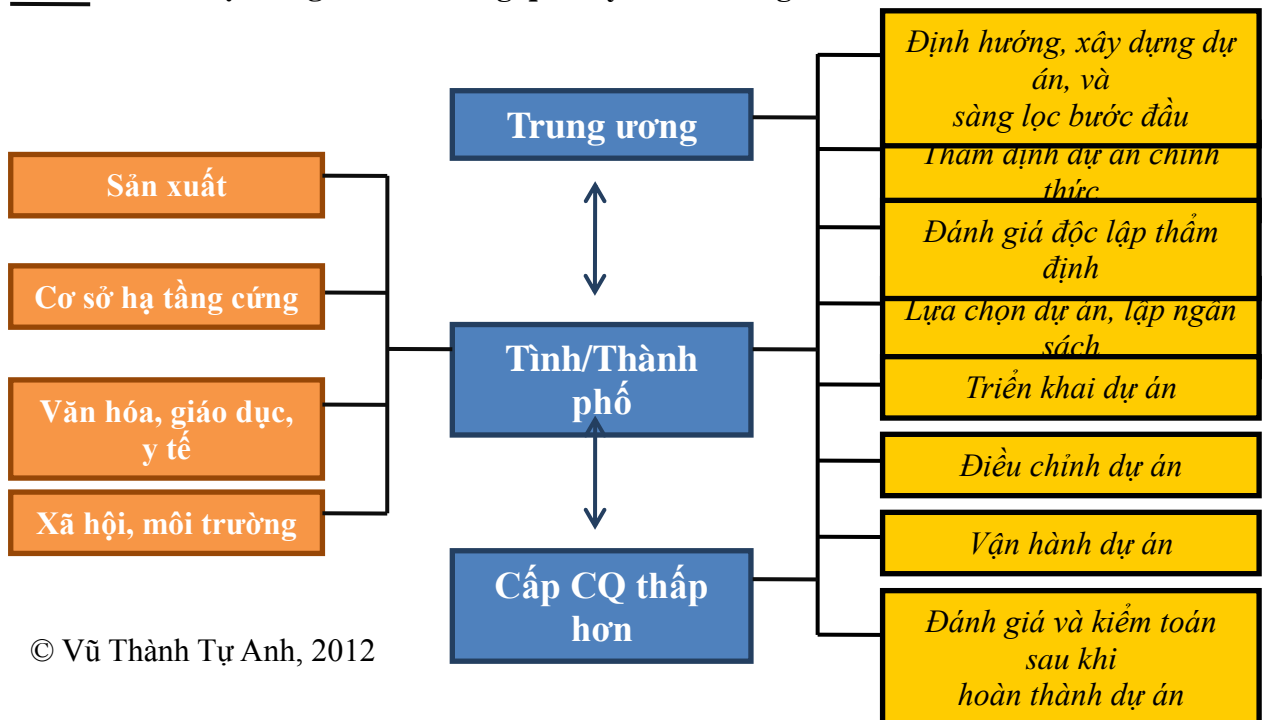 Trung ương
Tình/Thành
phố
Cấp CQ thấp
hơn
Sản xuất
Cơ sở hạ tầng cứng
Văn hóa, giáo dục,
y tế
Xã hội, môi trường
Định hướng, xây dựng dự
án, và
sàng lọc bước đầu
Thẩm định dự án chính
thức
Đánh giá độc lập thẩm
định
Lựa chọn dự án, lập ngân
sách
Triển khai dự án
Điều chỉnh dự án
Vận hành dự án
Đánh giá và kiểm toán
sau khi
hoàn thành dự án
© Vũ Thành Tự Anh, 2012